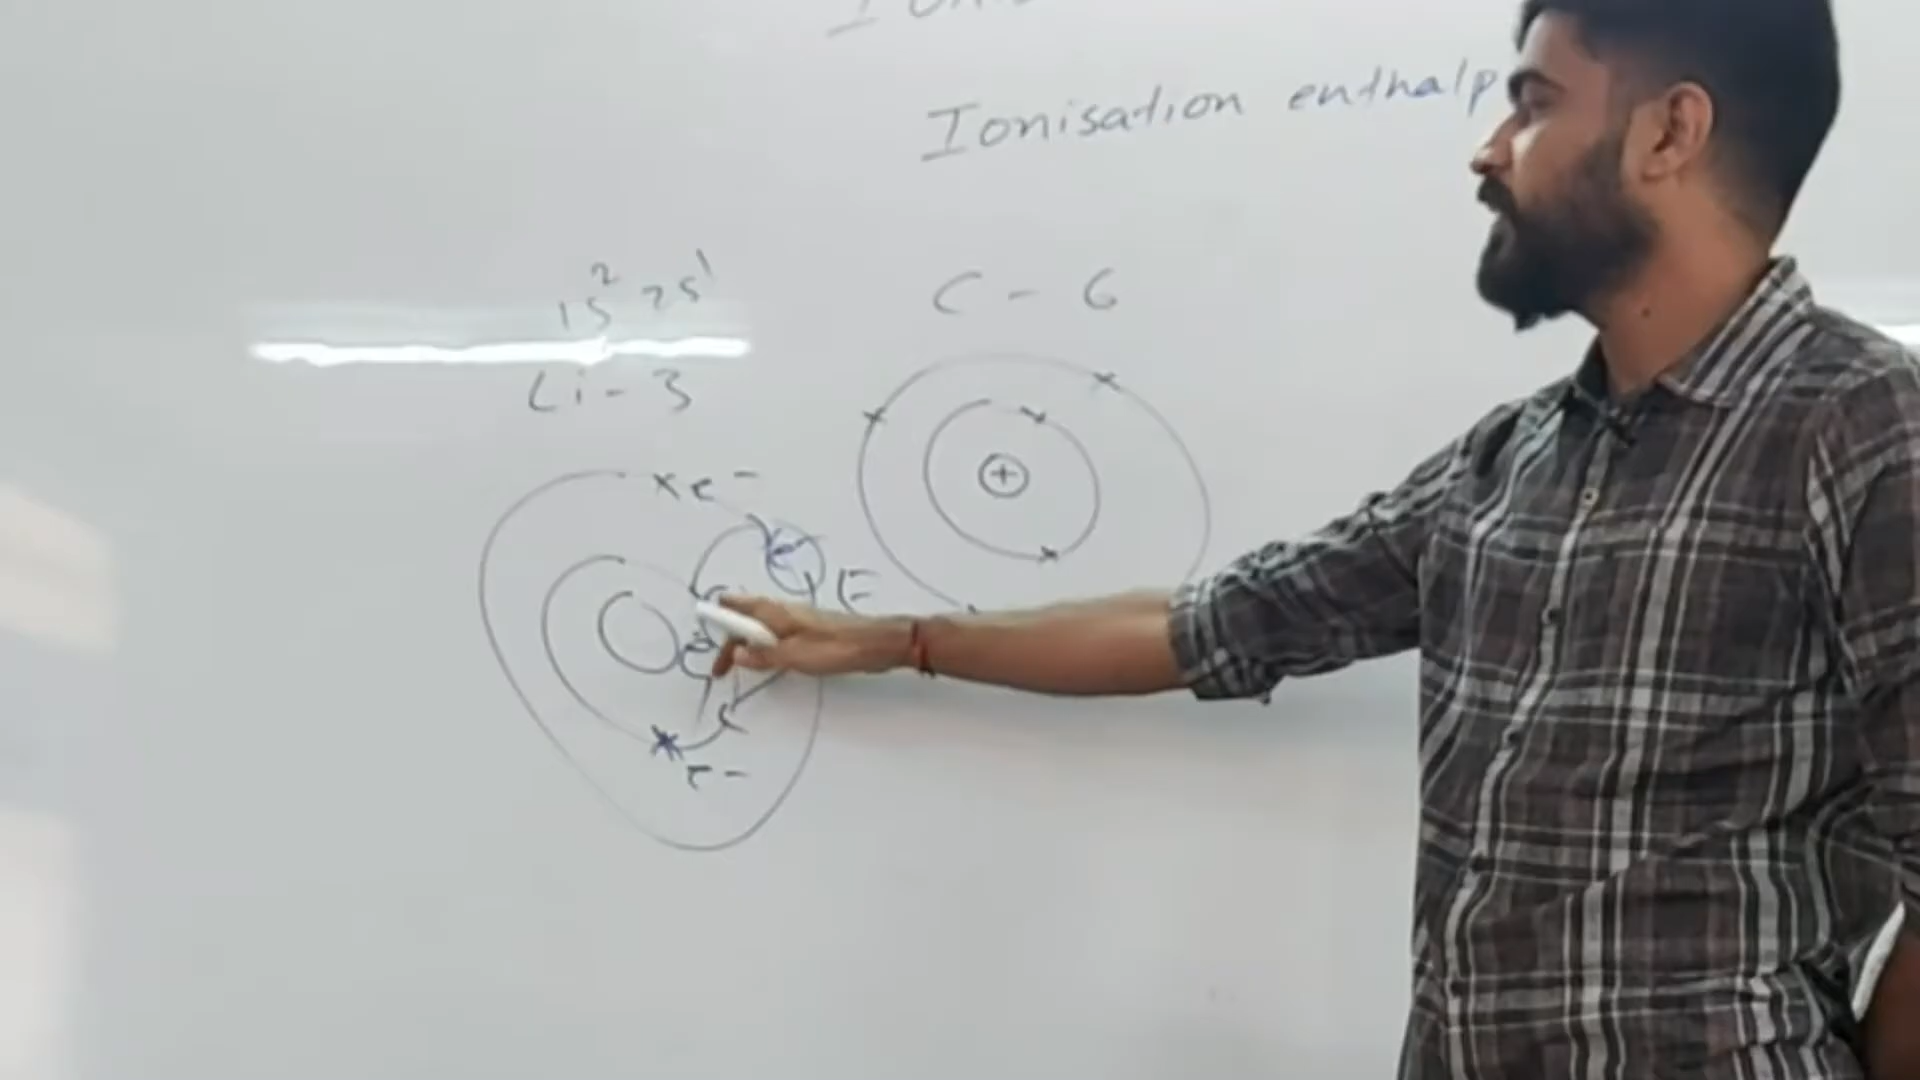 Ionisation enthalp
1s² 2s¹
C - 6
Li - 3
x e -
e-
E
e -